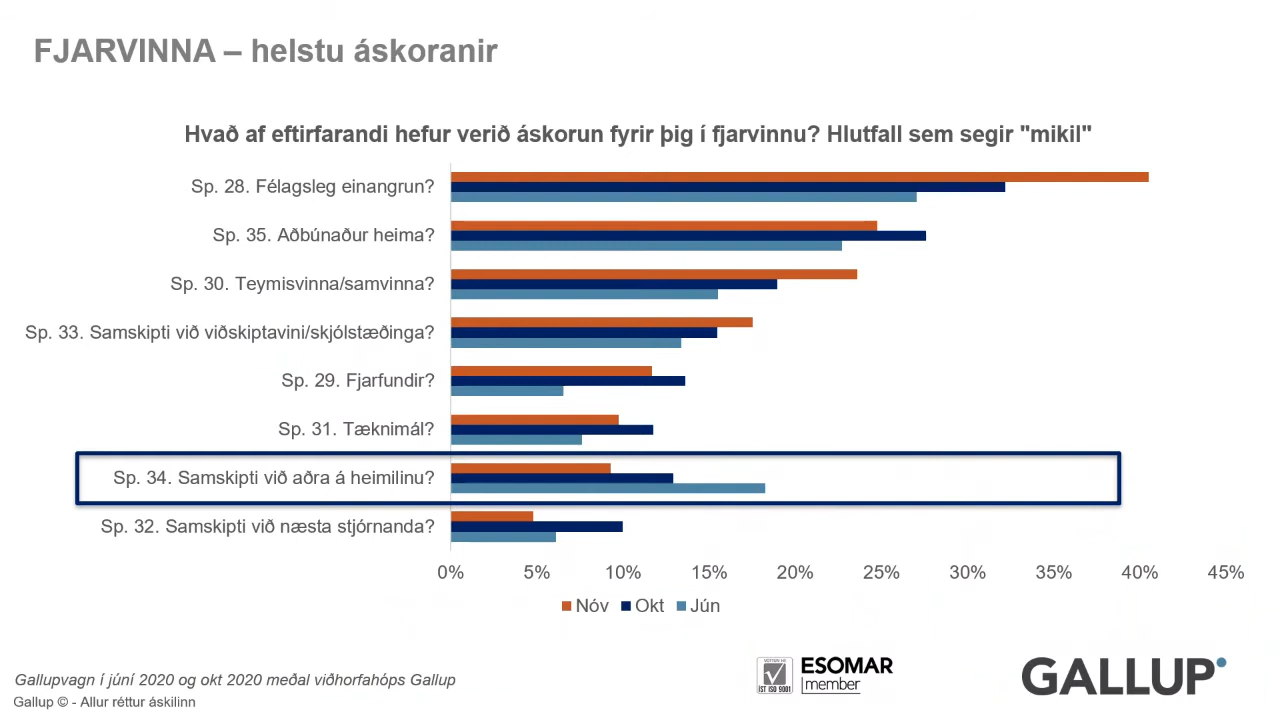 FJARVINNA – helstu áskoranir
Hvað af eftirfarandi hefur verið áskorun fyrir þig í fjarvinnu? Hlutfall sem segir "mikil"
Sp. 28. Félagsleg einangrun?
Sp. 35. Aðbúnaður heima?
Sp. 30. Teymisvinna/samvinna?
Sp. 33. Samskipti við viðskiptavini/skjólstæðinga?
Sp. 29. Fjarfundir?
Sp. 31. Tæknimál?
Sp. 34. Samskipti við aðra á heimilinu?
Sp. 32. Samskipti við næsta stjórnanda?
0% 5% 10% 15% 20% 25% 30% 35% 40% 45%
Nóv Okt Jún
Gallupvagn í júní 2020 og okt 2020 meðal viðhorfahóps Gallup
Gallup © - Allur réttur áskilinn
ÍST ISO 9001
ESOMAR
member
GALLUP